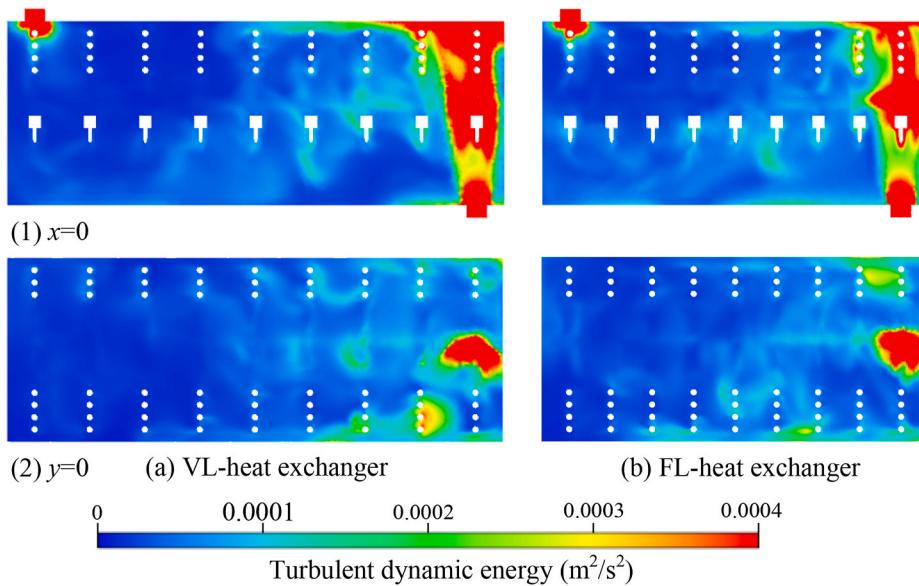 (1) x=0
(2) y=0 (a) VL-heat exchanger (b) FL-heat exchanger
0 0.0001 0.0002 0.0003 0.0004
Turbulent dynamic energy (m²/s²)